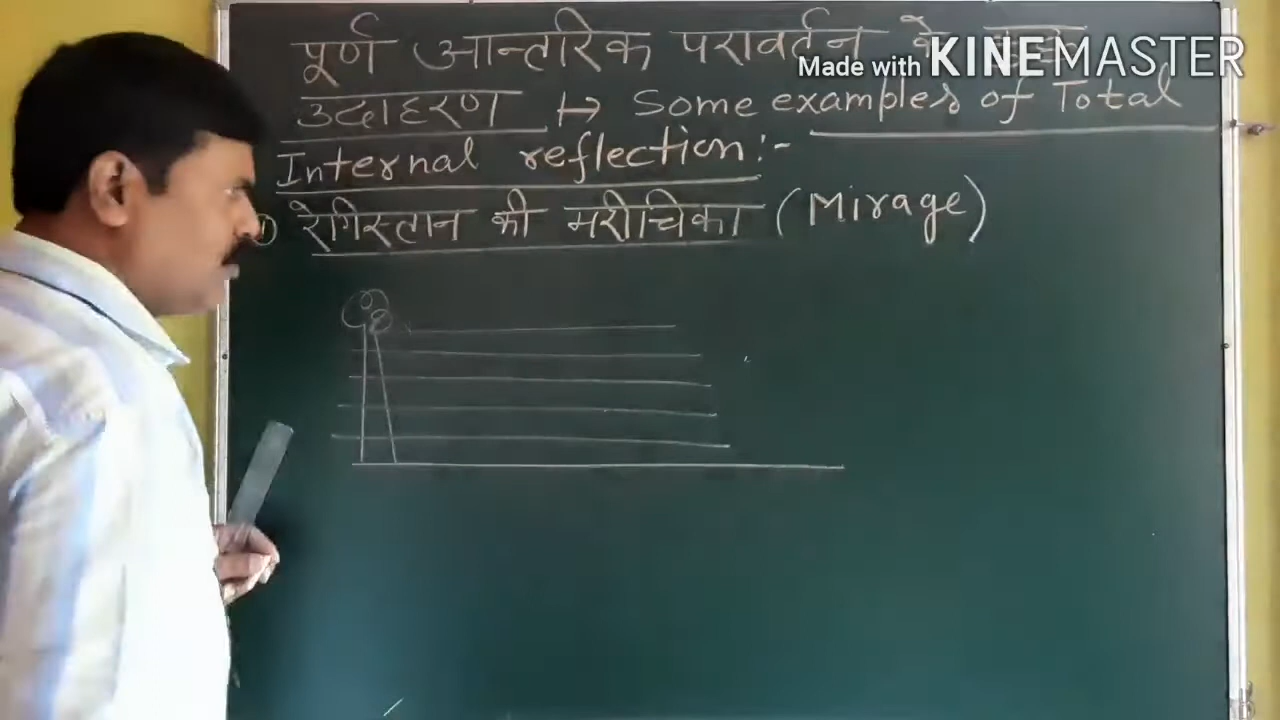 पूर्ण आन्तरिक परावर्तन के
Made with KINEMASTER
उदाहरण ↦ Some examples of Total
Internal reflection:-
रेगिस्तान की मरीचिका (Mirage)